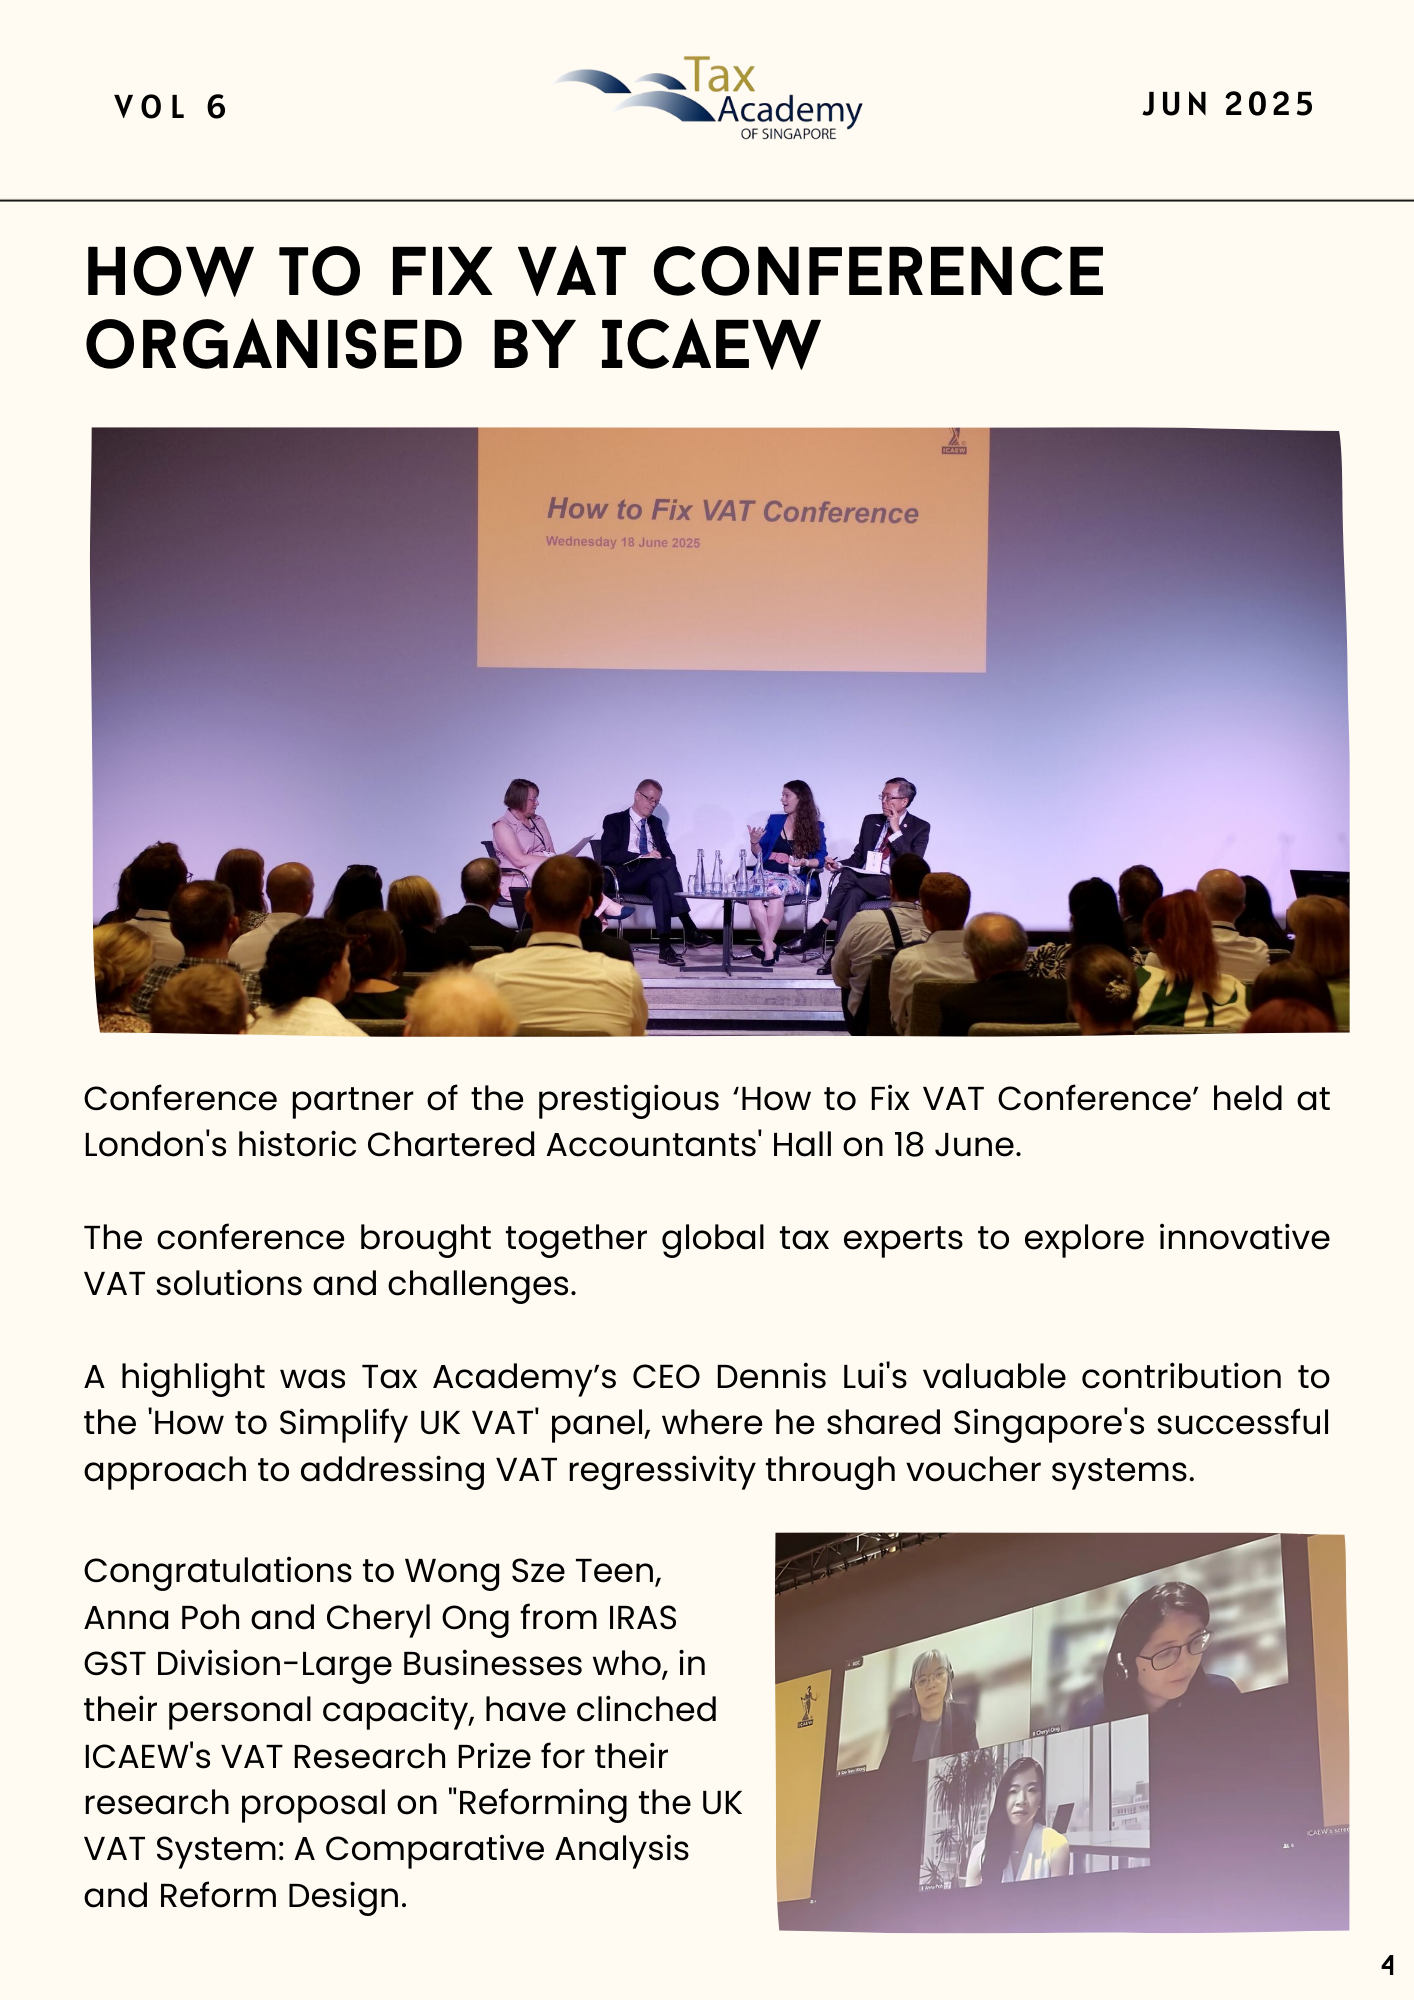 VOL 6
Tax
Academy
OF SINGAPORE
JUN 2025
HOW TO FIX VAT CONFERENCE
ORGANISED BY ICAEW
ICAEW
How to Fix VAT Conference
Wednesday 18 June 2025
Conference partner of the prestigious ‘How to Fix VAT Conference’ held at
London's historic Chartered Accountants' Hall on 18 June.
The conference brought together global tax experts to explore innovative
VAT solutions and challenges.
A highlight was Tax Academy’s CEO Dennis Lui's valuable contribution to
the 'How to Simplify UK VAT' panel, where he shared Singapore's successful
approach to addressing VAT regressivity through voucher systems.
Congratulations to Wong Sze Teen,
Anna Poh and Cheryl Ong from IRAS
GST Division-Large Businesses who, in
their personal capacity, have clinched
ICAEW's VAT Research Prize for their
research proposal on "Reforming the UK
VAT System: A Comparative Analysis
and Reform Design.
ICAEW
Cheryl Ong
Anna Poh
4